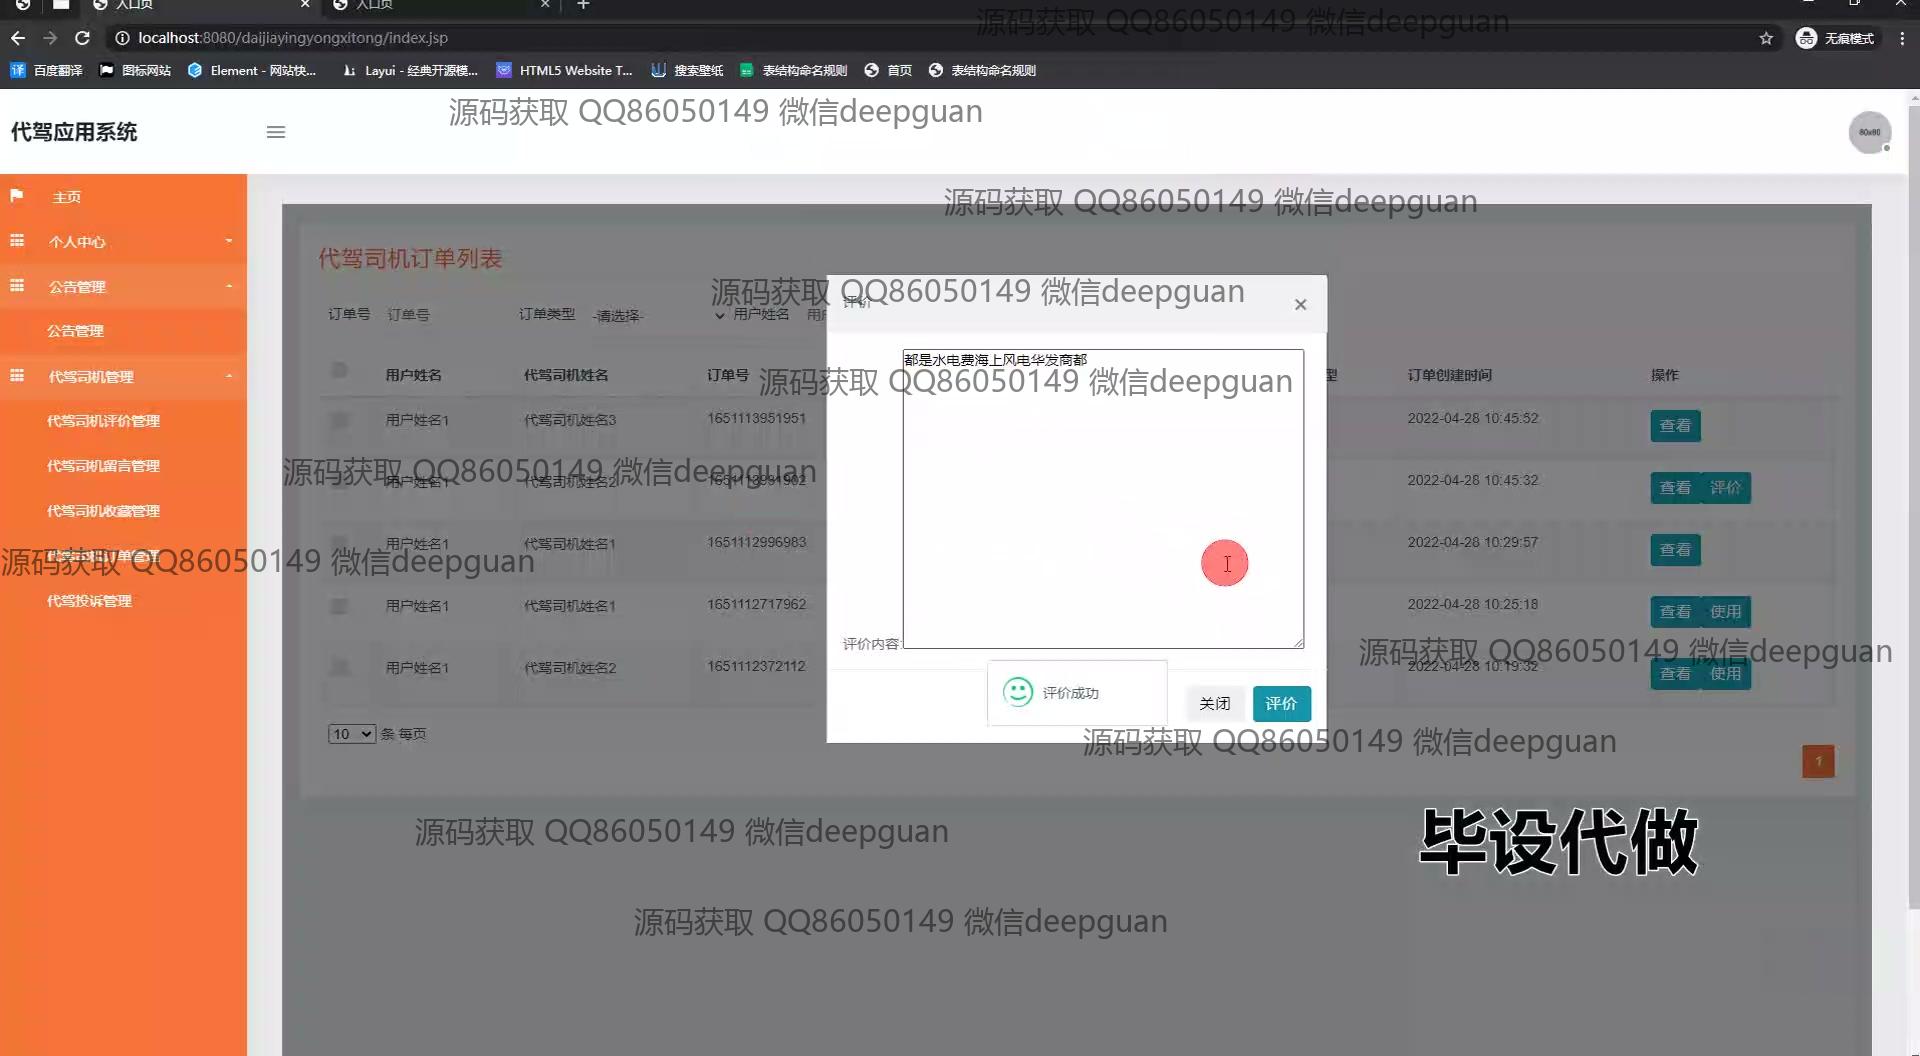 入口页
入口页
localhost:8080/daijiayingyongxitong/index.jsp
无痕模式
百度翻译
图标网站
Element - 网站快...
Layui - 经典开源模...
HTML5 Website T...
搜索壁纸
表结构命名规则
首页
表结构命名规则
源码获取 QQ86050149 微信deepguan
源码获取 QQ86050149 微信deepguan
代驾应用系统
80x80
源码获取 QQ86050149 微信deepguan
主页
个人中心
公告管理
公告管理
代驾司机管理
代驾司机评价管理
代驾司机留言管理
代驾司机收藏管理
代驾司机订单管理
代驾投诉管理
代驾司机订单列表
源码获取 QQ86050149 微信deepguan
订单号 订单号 订单类型 -请选择- 用户姓名 用户
用户姓名 代驾司机姓名 订单号 型 订单创建时间 操作
用户姓名1 代驾司机姓名3 1651113951951 2022-04-28 10:45:52 查看
用户姓名1 代驾司机姓名2 1651113931902 2022-04-28 10:45:32 查看 评价
用户姓名1 代驾司机姓名1 1651112996983 2022-04-28 10:29:57 查看
用户姓名1 代驾司机姓名1 1651112717962 2022-04-28 10:25:18 查看 使用
用户姓名1 代驾司机姓名2 1651112372112 2022-04-28 10:19:32 查看 使用
10 条 每页
1
评价
×
都是水电费海上风电华发商都
评价内容:
评价成功
关闭
评价
源码获取 QQ86050149 微信deepguan
源码获取 QQ86050149 微信deepguan
源码获取 QQ86050149 微信deepguan
源码获取 QQ86050149 微信deepguan
源码获取 QQ86050149 微信deepguan
源码获取 QQ86050149 微信deepguan
毕设代做
源码获取 QQ86050149 微信deepguan